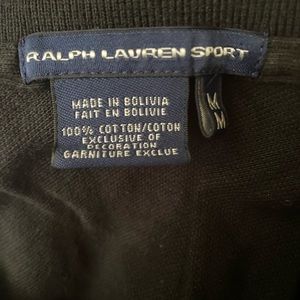 RALPH LAUREN SPORT
MADE IN BOLIVIA
FAIT EN BOLIVIE
100% COTTON/COTON
EXCLUSIVE OF
DECORATION
GARNITURE EXCLUE
M
M